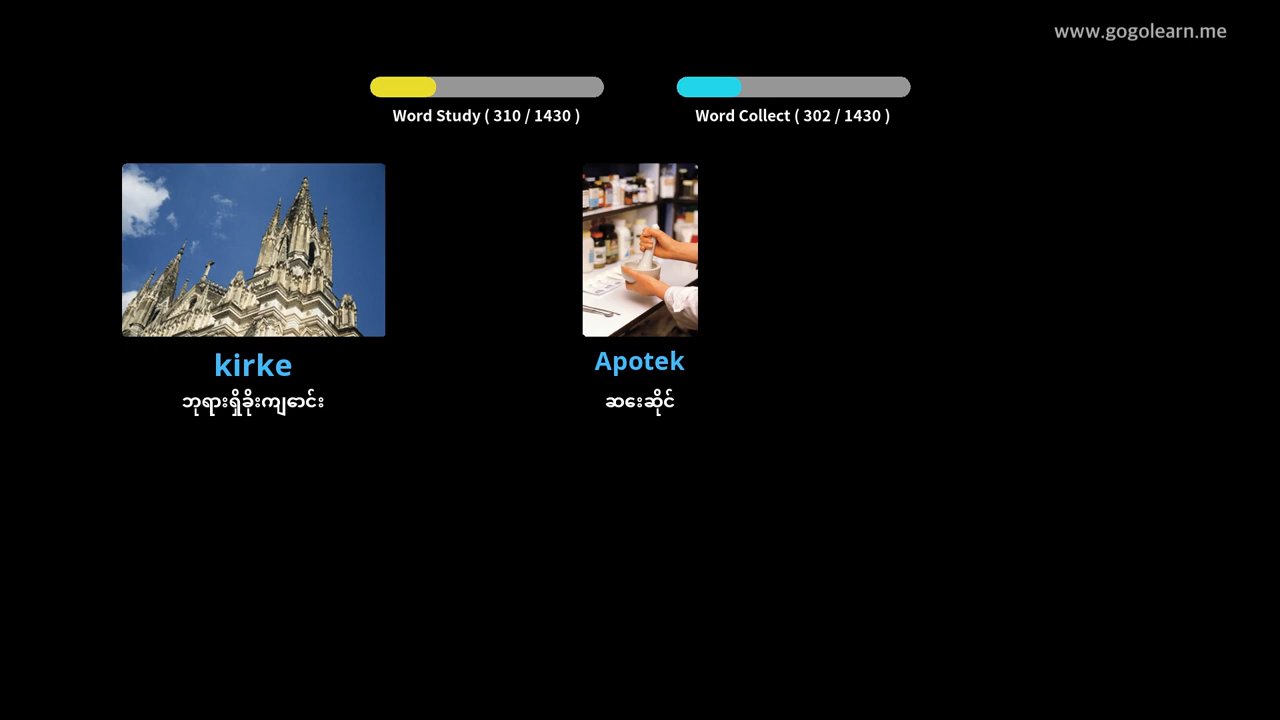 www.gogolearn.me
Word Study ( 310 / 1430 )
Word Collect ( 302 / 1430 )
kirke
ဘုရားရှိခိုးကျောင်း
Apotek
ဆေးဆိုင်